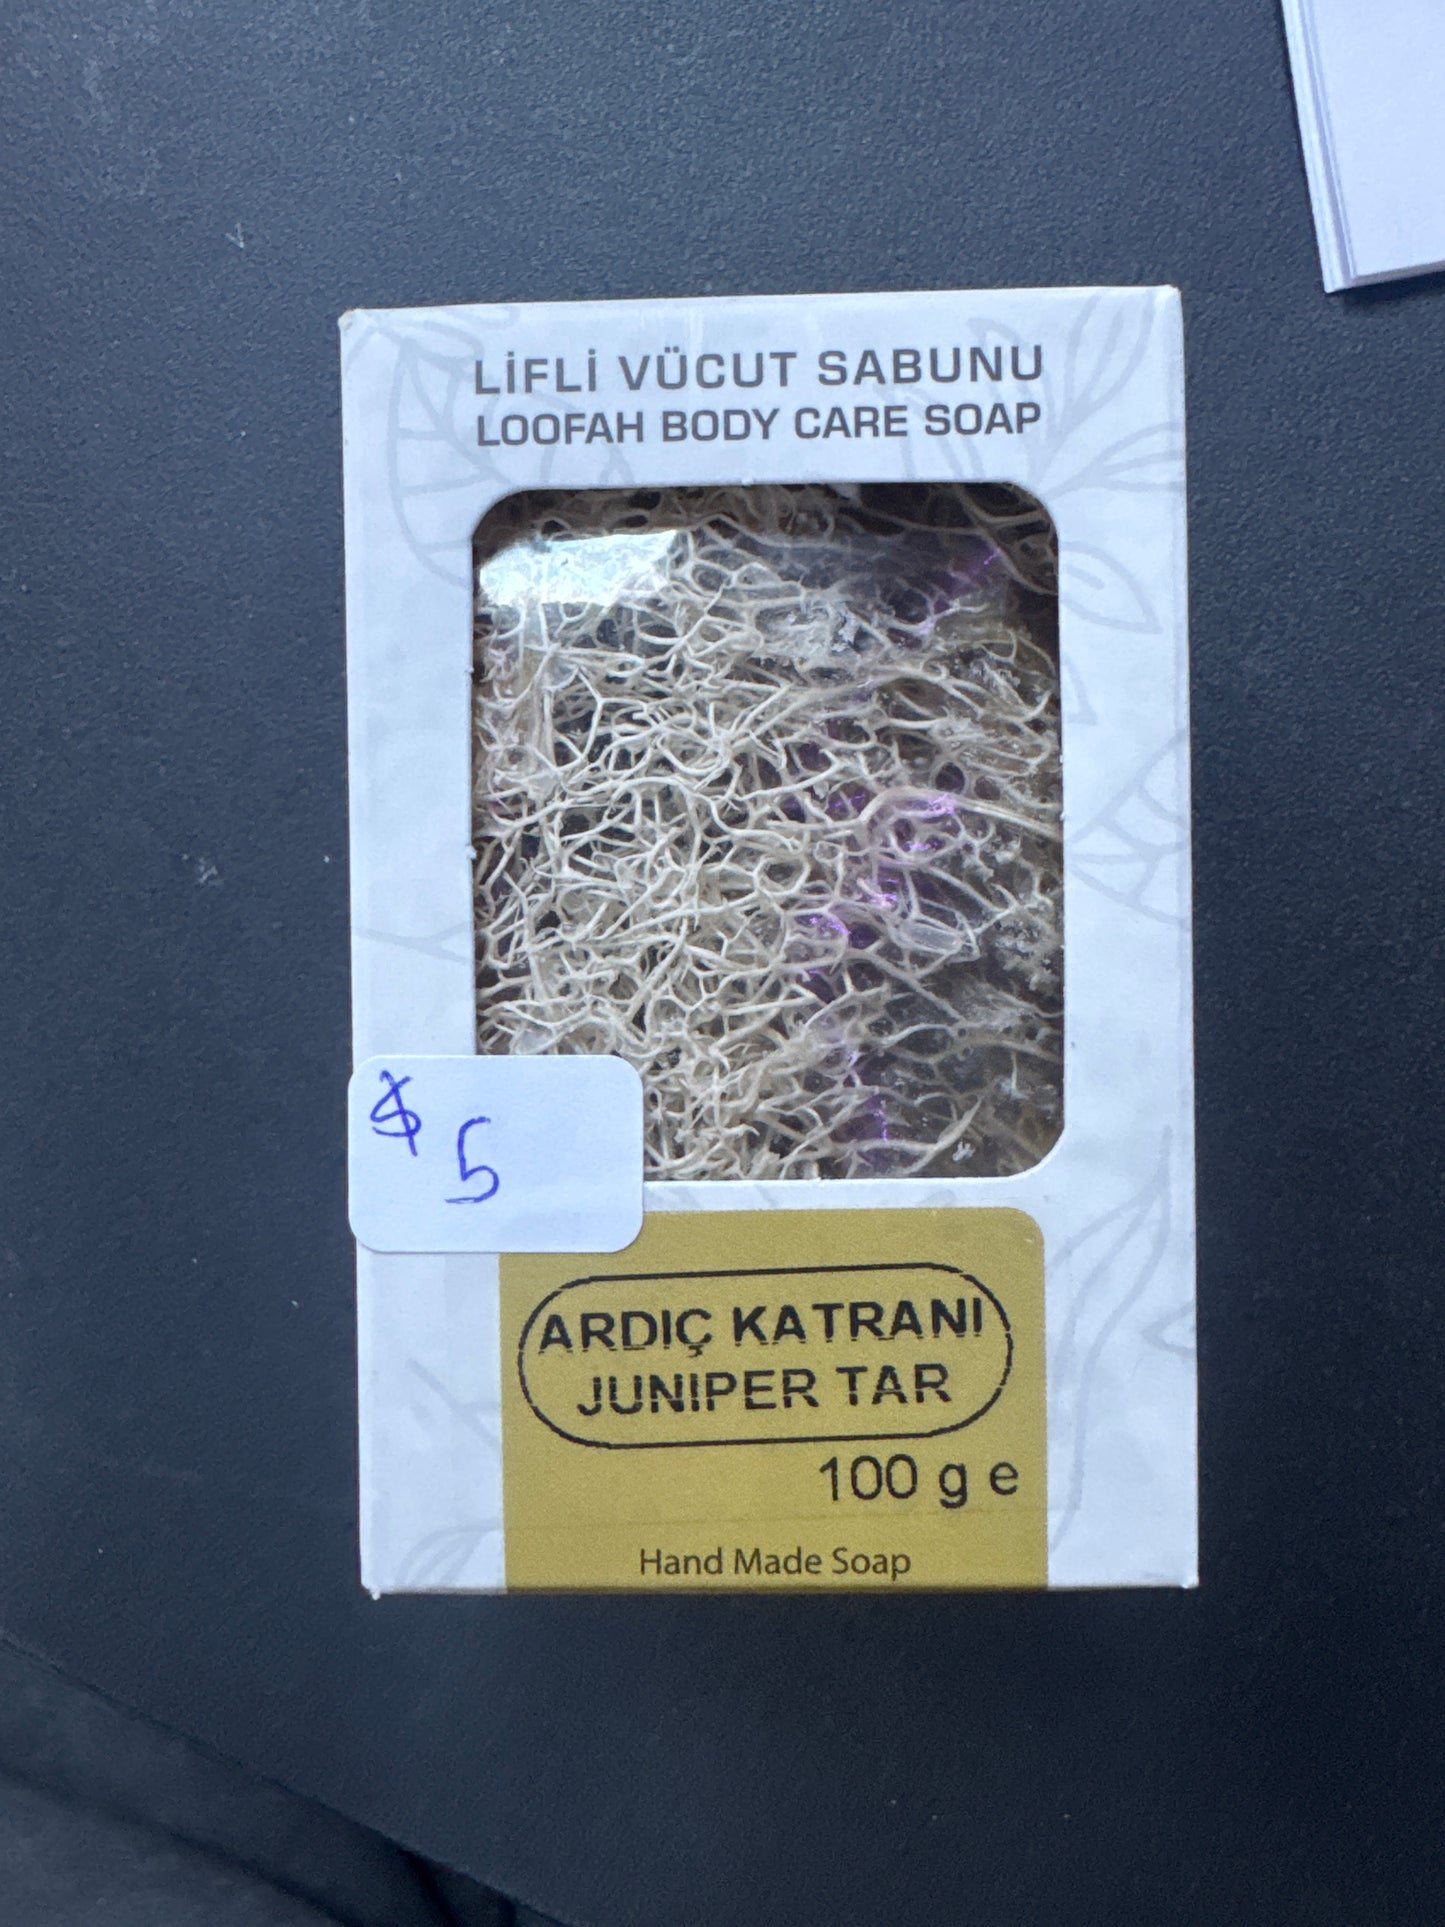 LİFLİ VÜCUT SABUNU
LOOFAH BODY CARE SOAP
$ 5
ARDIÇ KATRANI
JUNIPER TAR
100 g e
Hand Made Soap